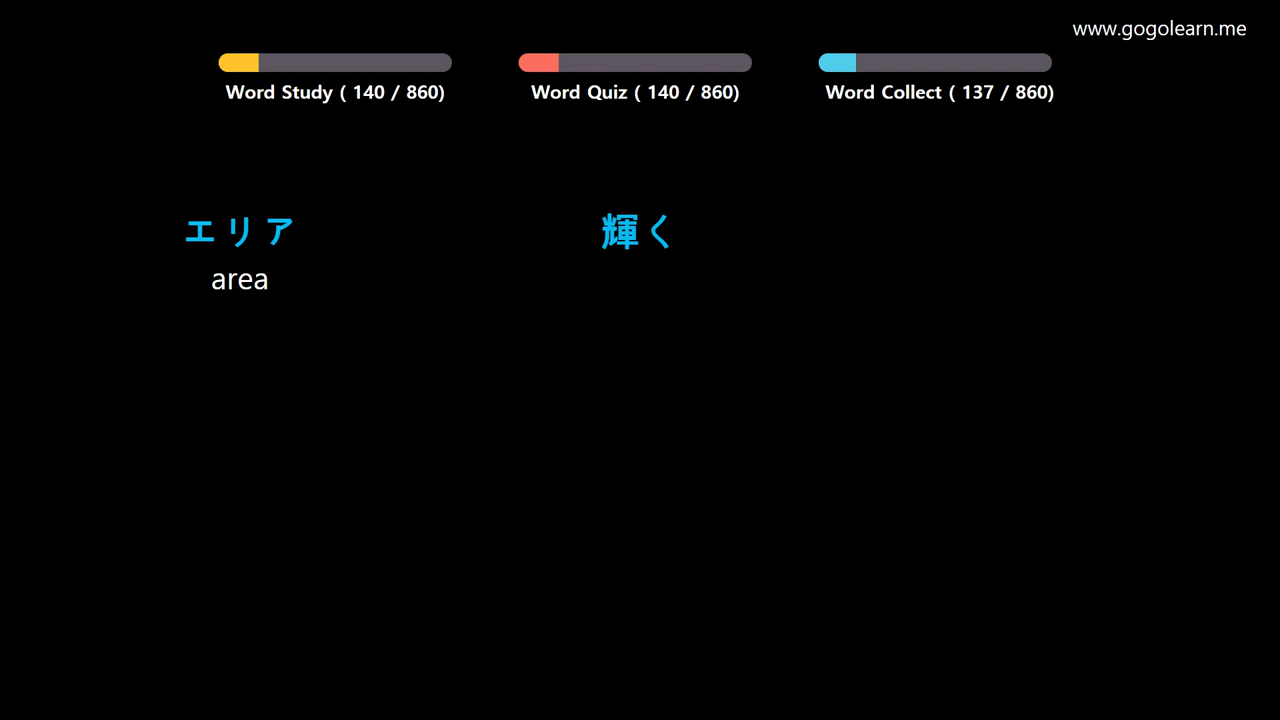 www.gogolearn.me
Word Study ( 140 / 860)
Word Quiz ( 140 / 860)
Word Collect ( 137 / 860)
エリア
area
輝く